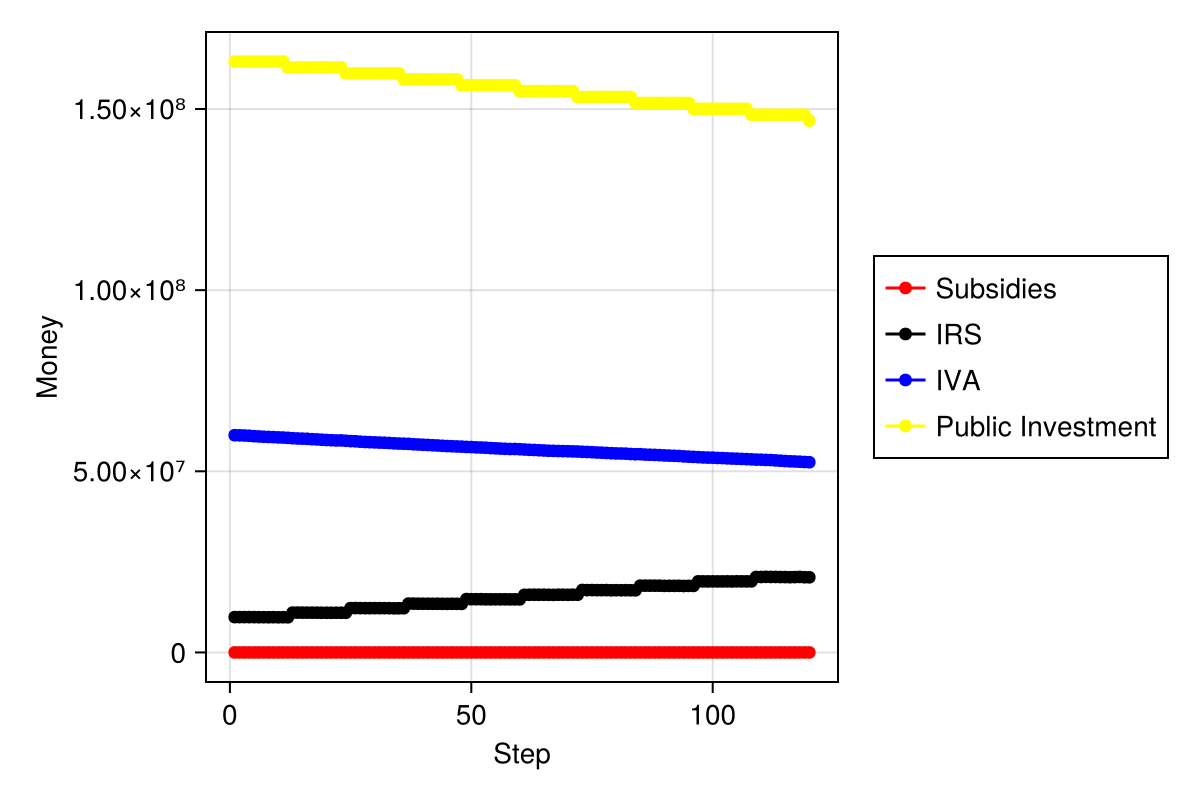 1.50×10⁸
1.00×10⁸
5.00×10⁷
0
Money
0 50 100
Step
Subsidies
IRS
IVA
Public Investment